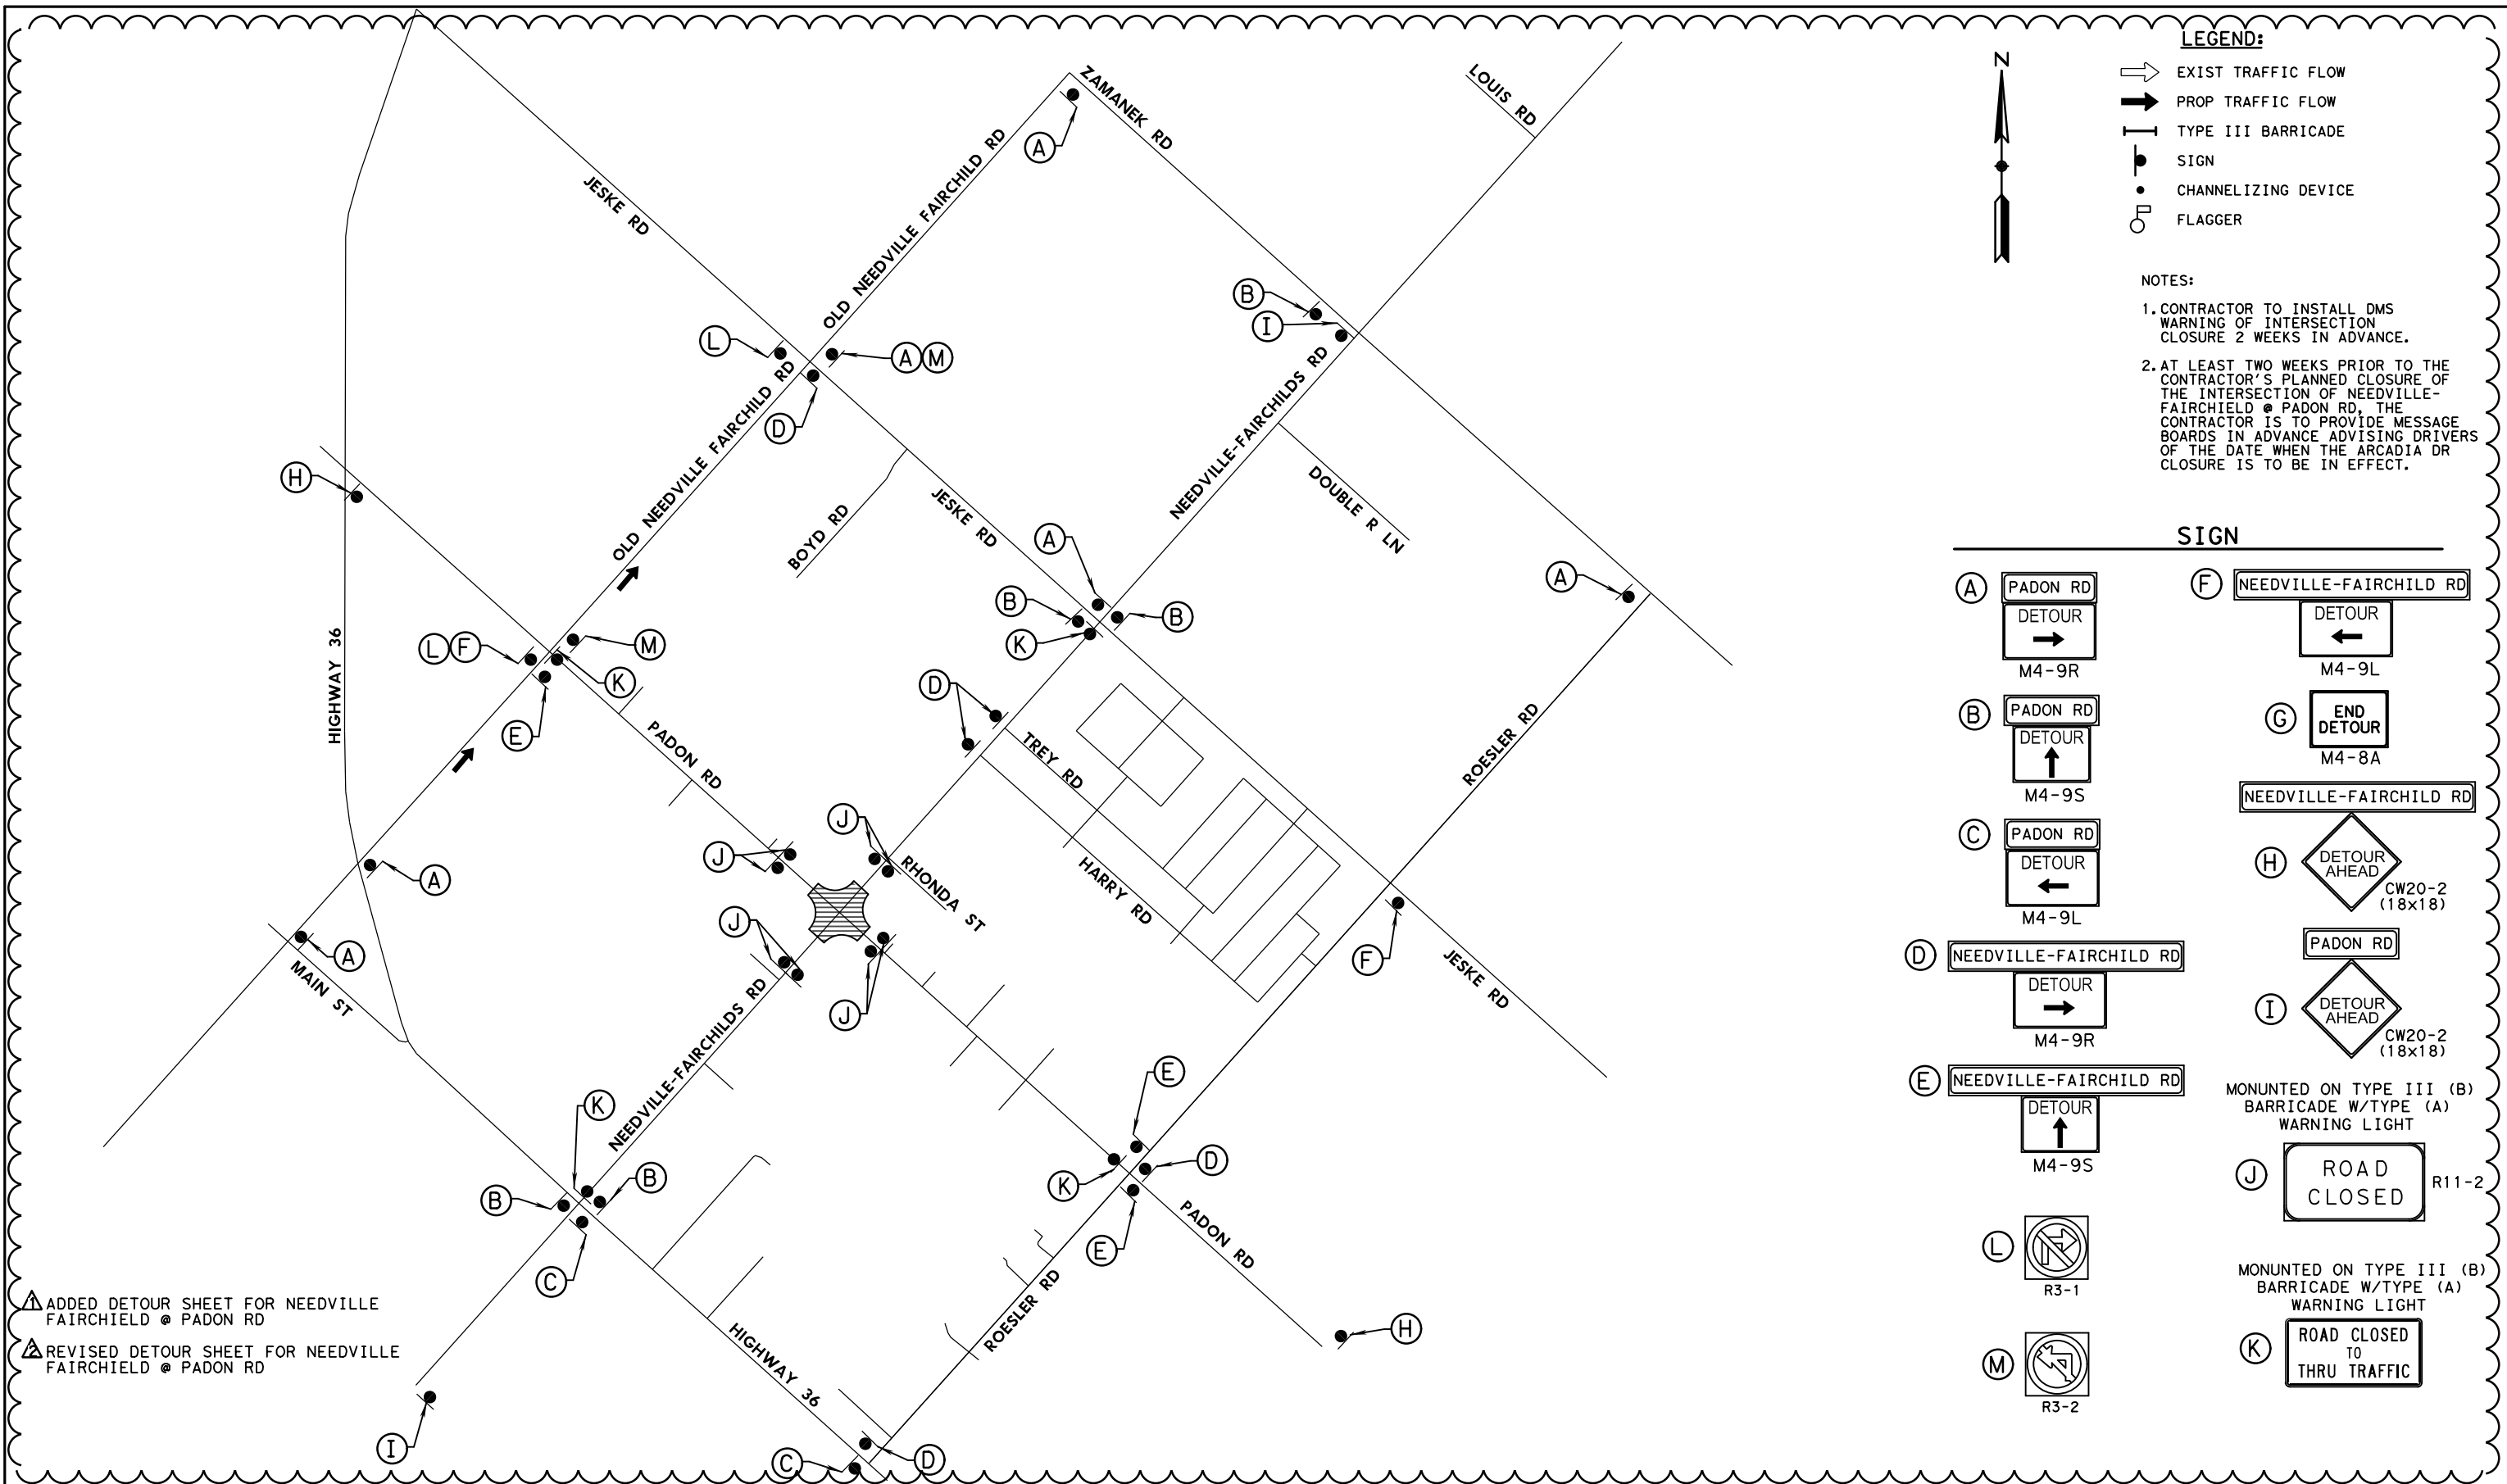 LEGEND:
EXIST TRAFFIC FLOW
PROP TRAFFIC FLOW
TYPE III BARRICADE
SIGN
CHANNELIZING DEVICE
FLAGGER
N
NOTES:
1. CONTRACTOR TO INSTALL DMS
WARNING OF INTERSECTION
CLOSURE 2 WEEKS IN ADVANCE.
2. AT LEAST TWO WEEKS PRIOR TO THE
CONTRACTOR'S PLANNED CLOSURE OF
THE INTERSECTION OF NEEDVILLE-
FAIRCHIELD @ PADON RD, THE
CONTRACTOR IS TO PROVIDE MESSAGE
BOARDS IN ADVANCE ADVISING DRIVERS
OF THE DATE WHEN THE ARCADIA DR
CLOSURE IS TO BE IN EFFECT.
SIGN
A
PADON RD
DETOUR
M4-9R
B
PADON RD
DETOUR
M4-9S
C
PADON RD
DETOUR
M4-9L
D
NEEDVILLE-FAIRCHILD RD
DETOUR
M4-9R
E
NEEDVILLE-FAIRCHILD RD
DETOUR
M4-9S
L
R3-1
M
R3-2
F
NEEDVILLE-FAIRCHILD RD
DETOUR
M4-9L
G
END
DETOUR
M4-8A
NEEDVILLE-FAIRCHILD RD
H
DETOUR
AHEAD
CW20-2
(18x18)
PADON RD
I
DETOUR
AHEAD
CW20-2
(18x18)
MONUNTED ON TYPE III (B)
BARRICADE W/TYPE (A)
WARNING LIGHT
J
ROAD
CLOSED
R11-2
MONUNTED ON TYPE III (B)
BARRICADE W/TYPE (A)
WARNING LIGHT
K
ROAD CLOSED
TO
THRU TRAFFIC
ZAMANEK RD
LOUIS RD
A
JESKE RD
OLD NEEDVILLE FAIRCHILD RD
B
I
L
A M
D
NEEDVILLE-FAIRCHILDS RD
OLD NEEDVILLE FAIRCHILD RD
H
BOYD RD
JESKE RD
DOUBLE R LN
A
A
B
B
K
HIGHWAY 36
L F
M
K
E
D
PADON RD
TREY RD
ROESLER RD
J
J
RHONDA ST
HARRY RD
A
J
A
MAIN ST
J
F
JESKE RD
NEEDVILLE-FAIRCHILDS RD
E
K
B
B
K
D
E
PADON RD
C
ROESLER RD
H
HIGHWAY 36
I
D
C
1 ADDED DETOUR SHEET FOR NEEDVILLE
FAIRCHIELD @ PADON RD
2 REVISED DETOUR SHEET FOR NEEDVILLE
FAIRCHIELD @ PADON RD